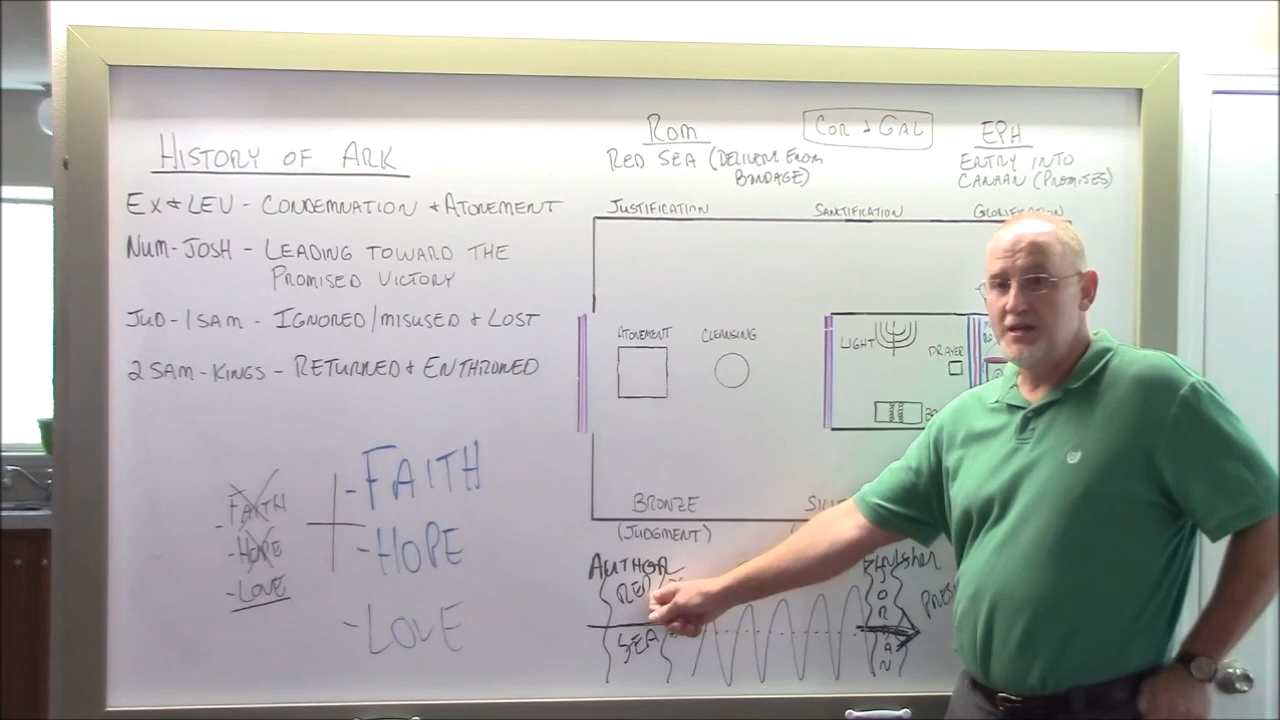 HISTORY OF ARK
EX & LEV - CONDEMNATION & ATONEMENT
NUM-JOSH - LEADING TOWARD THE
PROMISED VICTORY
JUD-1 SAM - IGNORED/MISUSED & LOST
2 SAM-KINGS - RETURNED & ENTHRONED
FAITH
- HOPE
- LOVE
- FAITH
- HOPE
- LOVE
ROM
RED SEA (DELIVER FROM
BONDAGE)
COR & GAL
EPH
ENTRY INTO
CANAAN (PROMISES)
JUSTIFICATION
SANCTIFICATION
GLORIFICATION
ATONEMENT
CLEANSING
LIGHT
PRAYER
BRONZE
(JUDGMENT)
AUTHOR
RED
SEA
FINISHER